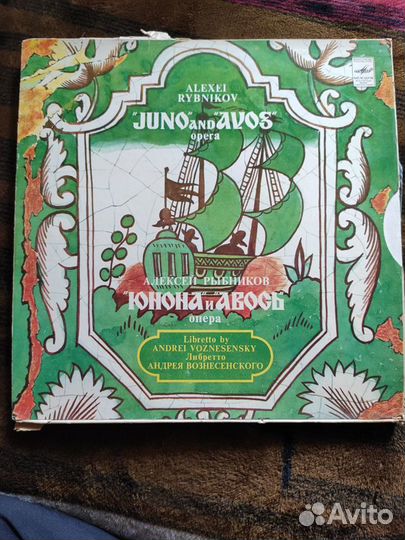 ALEXEI
RYBNIKOV
"JUNO" AND "AVOS"
opera
АЛЕКСЕЙ РЫБНИКОВ
"ЮНОНА И АВОСЬ"
опера
Libretto by
ANDREI VOZNESENSKY
Либретто
АНДРЕЯ ВОЗНЕСЕНСКОГО
Avito